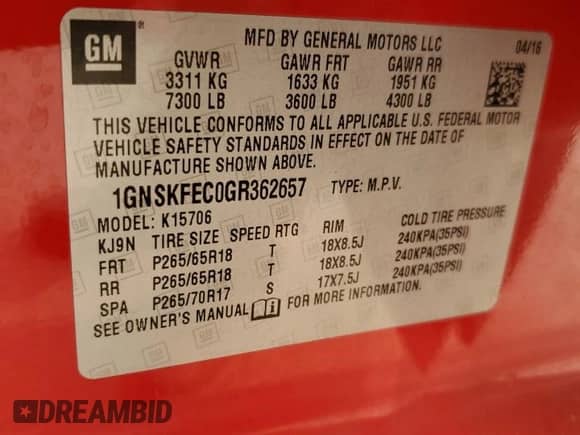 GM
MFD BY GENERAL MOTORS LLC 04/16
GVWR GAWR FRT GAWR RR
3311 KG 1633 KG 1951 KG
7300 LB 3600 LB 4300 LB
THIS VEHICLE CONFORMS TO ALL APPLICABLE U.S. FEDERAL MOTOR
VEHICLE SAFETY STANDARDS IN EFFECT ON THE DATE OF
MANUFACTURE SHOWN ABOVE.
1GNSKFEC0GR362657 TYPE: M.P.V.
MODEL: K15706
KJ9N TIRE SIZE SPEED RTG RIM COLD TIRE PRESSURE
FRT P265/65R18 T 18X8.5J 240KPA(35PSI)
RR P265/65R18 T 18X8.5J 240KPA(35PSI)
SPA P265/70R17 S 17X7.5J 240KPA(35PSI)
SEE OWNER'S MANUAL FOR MORE INFORMATION.
DREAMBID